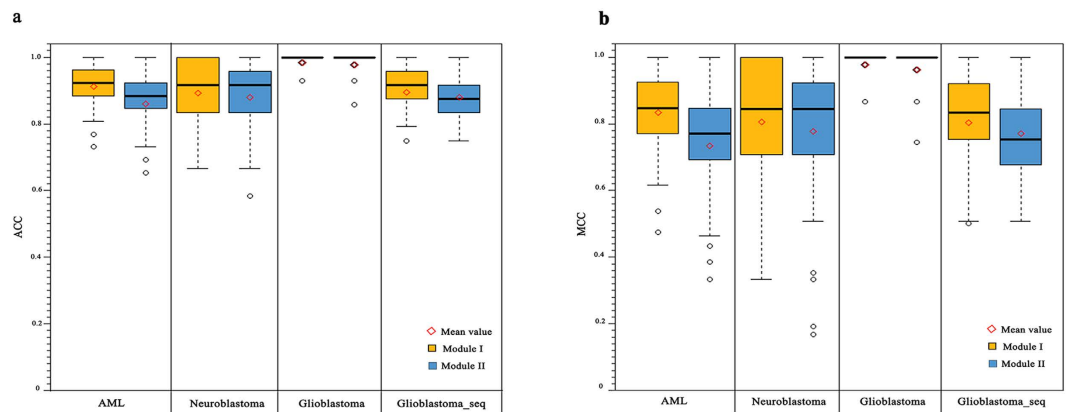 a
ACC
1.0
0.8
0.6
0.4
0.2
0
Mean value
Module I
Module II
AML Neuroblastoma Glioblastoma Glioblastoma_seq
b
MCC
1.0
0.8
0.6
0.4
0.2
0
Mean value
Module I
Module II
AML Neuroblastoma Glioblastoma Glioblastoma_seq